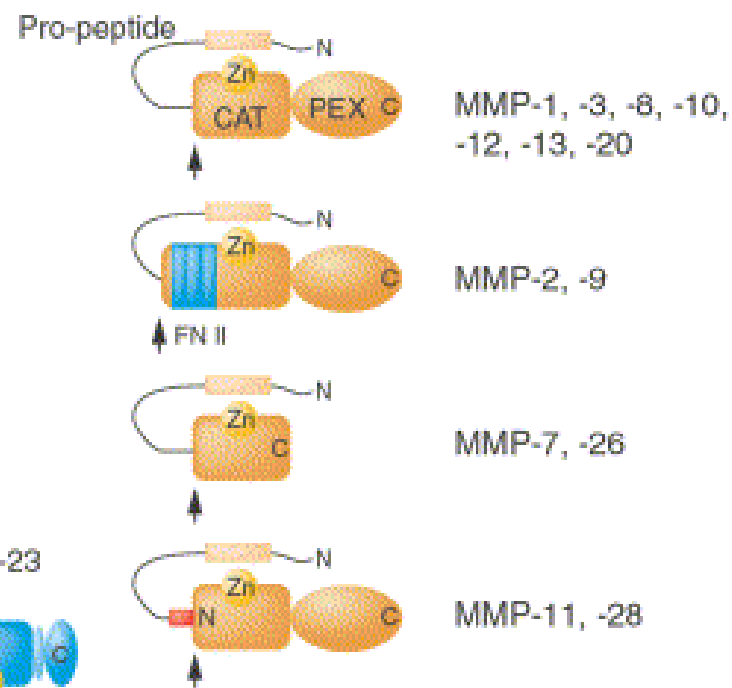 Pro-peptide
N
Zn
CAT PEX C
MMP-1, -3, -8, -10,
-12, -13, -20
N
Zn
C
MMP-2, -9
FN II
N
Zn
C
MMP-7, -26
-23
N
Zn
N C
MMP-11, -28
C